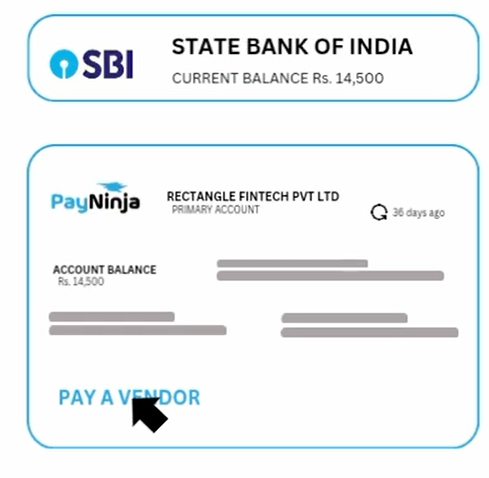 SBI
STATE BANK OF INDIA
CURRENT BALANCE Rs. 14,500
PayNinja
RECTANGLE FINTECH PVT LTD
PRIMARY ACCOUNT
36 days ago
ACCOUNT BALANCE
Rs. 14,500
PAY A VENDOR